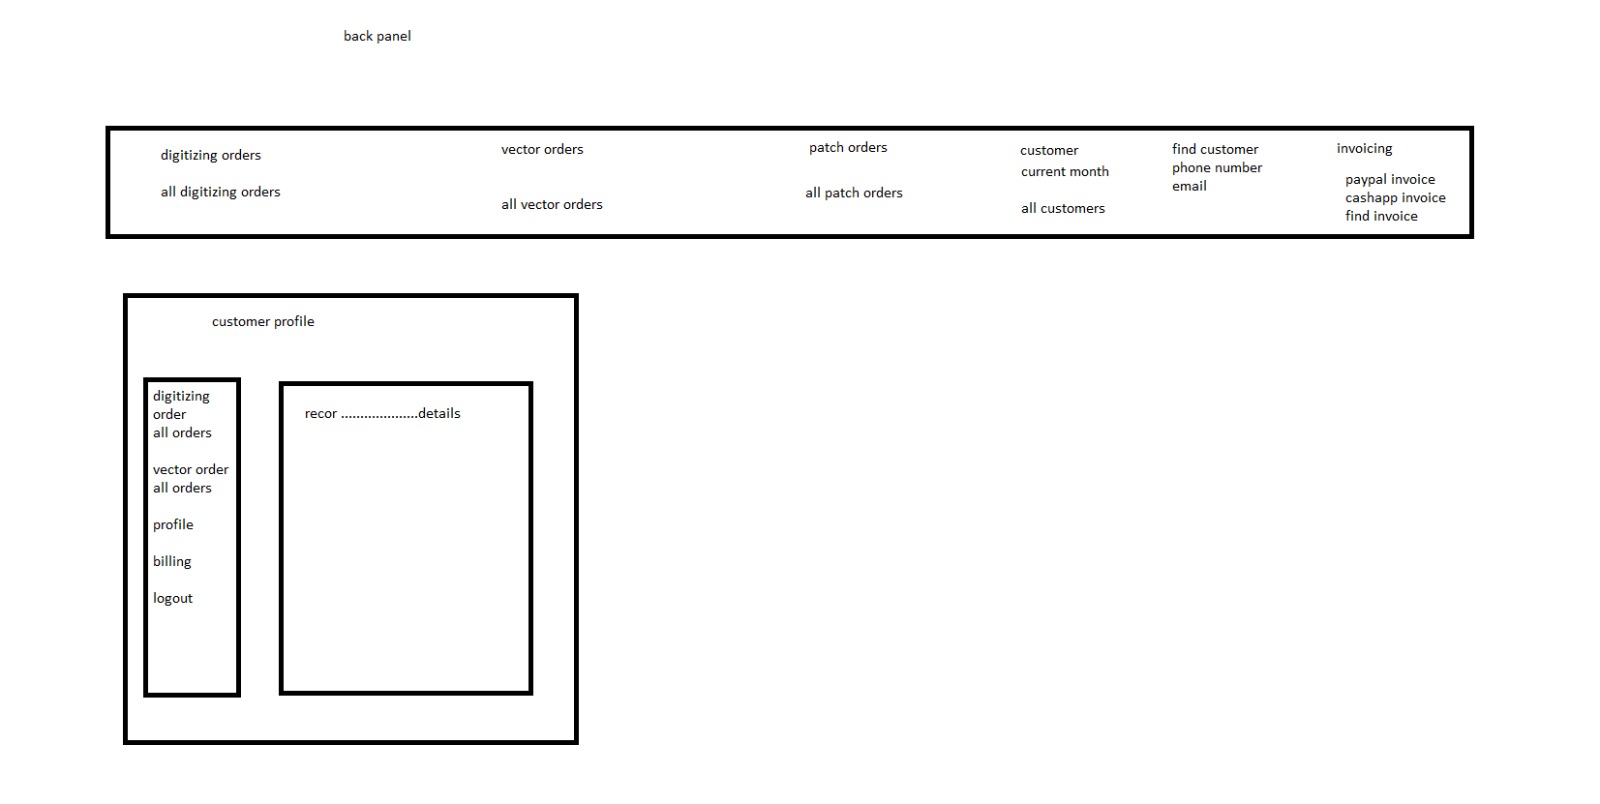 back panel
digitizing orders
all digitizing orders
vector orders
all vector orders
patch orders
all patch orders
customer
current month
all customers
find customer
phone number
email
invoicing
paypal invoice
cashapp invoice
find invoice
customer profile
digitizing
order
all orders
vector order
all orders
profile
billing
logout
recor ....................details